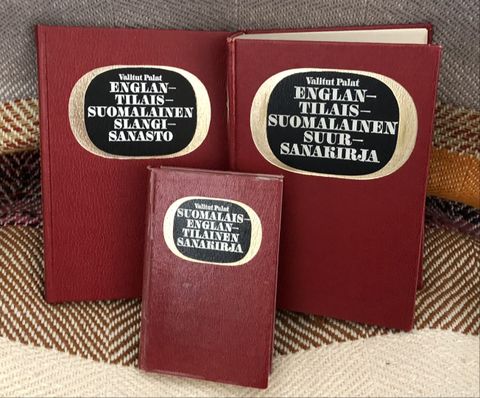 Valitut Palat
ENGLAN-
TILAIS-
SUOMALAINEN
SLANGI-
SANASTO
Valitut Palat
ENGLAN-
TILAIS-
SUOMALAINEN
SUUR-
SANAKIRJA
Valitut Palat
SUOMALAIS-
ENGLAN-
TILAINEN
SANAKIRJA